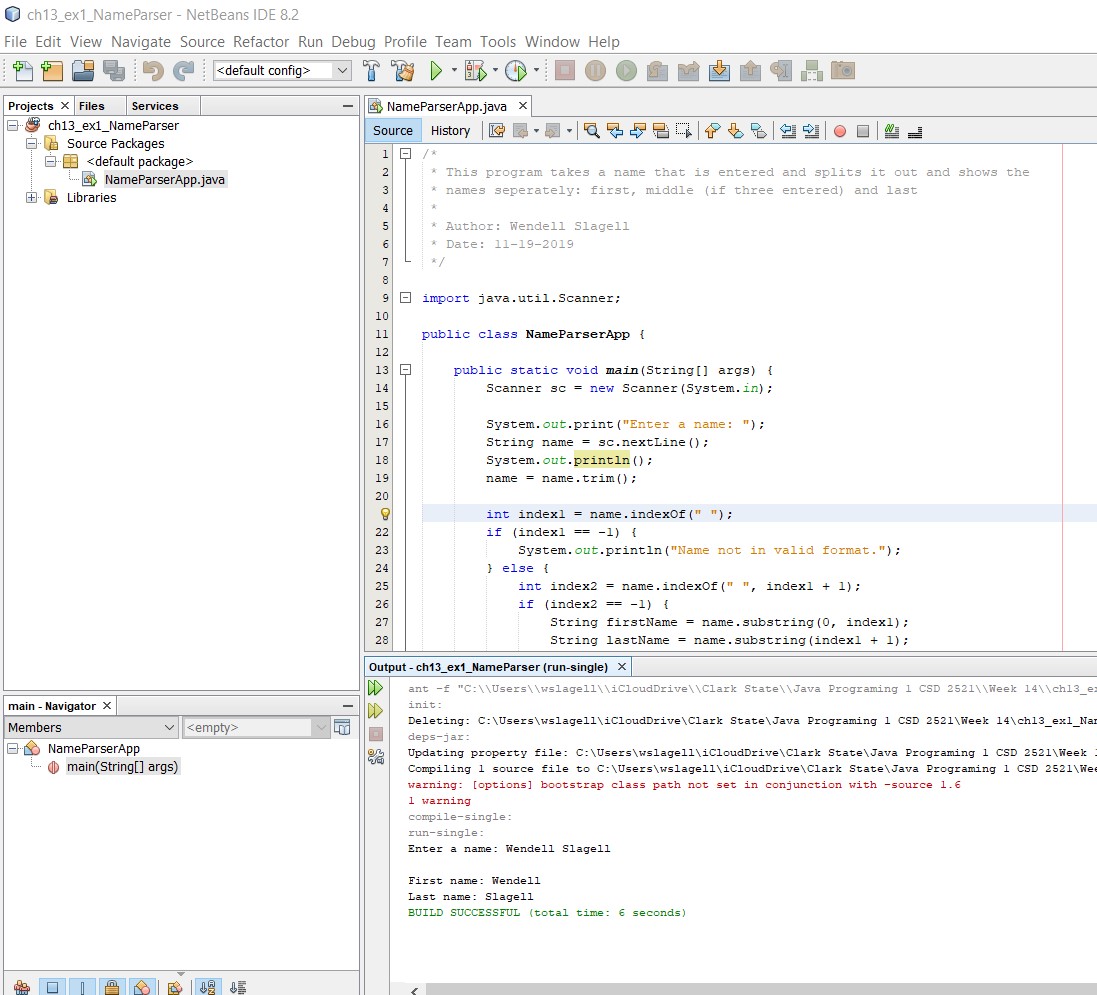 ch13_ex1_NameParser - NetBeans IDE 8.2
File Edit View Navigate Source Refactor Run Debug Profile Team Tools Window Help
<default config>
Projects Files Services
ch13_ex1_NameParser
Source Packages
<default package>
NameParserApp.java
Libraries
main - Navigator
Members <empty>
NameParserApp
main(String[] args)
NameParserApp.java
Source History
1 /*
2 * This program takes a name that is entered and splits it out and shows the
3 * names seperately: first, middle (if three entered) and last
4 *
5 * Author: Wendell Slagell
6 * Date: 11-19-2019
7 */
8
9 import java.util.Scanner;
10
11 public class NameParserApp {
12
13 public static void main(String[] args) {
14 Scanner sc = new Scanner(System.in);
15
16 System.out.print("Enter a name: ");
17 String name = sc.nextLine();
18 System.out.println();
19 name = name.trim();
20
int index1 = name.indexOf(" ");
22 if (index1 == -1) {
23 System.out.println("Name not in valid format.");
24 } else {
25 int index2 = name.indexOf(" ", index1 + 1);
26 if (index2 == -1) {
27 String firstName = name.substring(0, index1);
28 String lastName = name.substring(index1 + 1);
Output - ch13_ex1_NameParser (run-single)
ant -f "C:\\Users\\wslagell\\iCloudDrive\\Clark State\\Java Programing 1 CSD 2521\\Week 14\\ch13_ex
init:
Deleting: C:\Users\wslagell\iCloudDrive\Clark State\Java Programing 1 CSD 2521\Week 14\ch13_ex1_Nam
deps-jar:
Updating property file: C:\Users\wslagell\iCloudDrive\Clark State\Java Programing 1 CSD 2521\Week
Compiling 1 source file to C:\Users\wslagell\iCloudDrive\Clark State\Java Programing 1 CSD 2521\Wee
warning: [options] bootstrap class path not set in conjunction with -source 1.6
1 warning
compile-single:
run-single:
Enter a name: Wendell Slagell
First name: Wendell
Last name: Slagell
BUILD SUCCESSFUL (total time: 6 seconds)